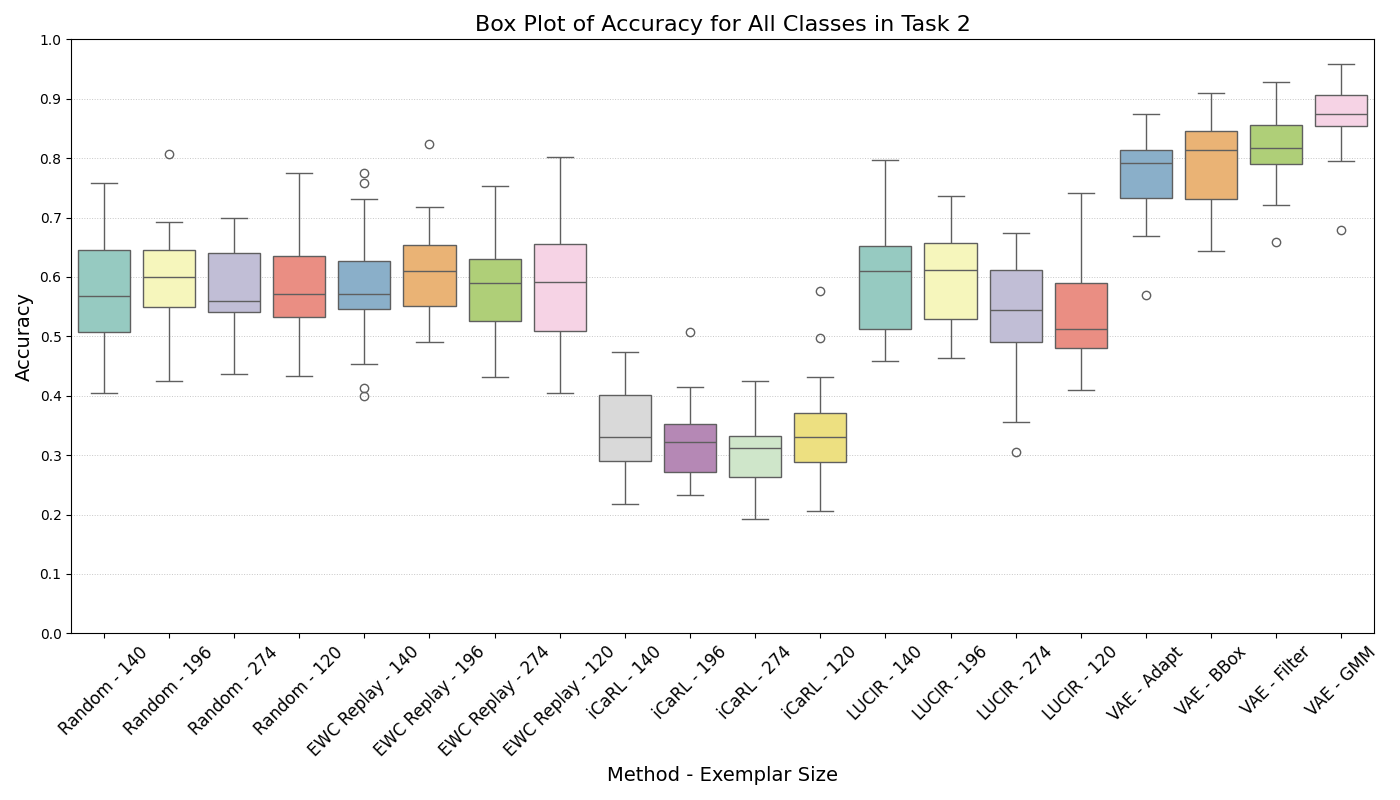 Box Plot of Accuracy for All Classes in Task 2
Accuracy
1.0
0.9
0.8
0.7
0.6
0.5
0.4
0.3
0.2
0.1
0.0
Random - 140
Random - 196
Random - 274
Random - 120
EWC Replay - 140
EWC Replay - 196
EWC Replay - 274
EWC Replay - 120
iCaRL - 140
iCaRL - 196
iCaRL - 274
iCaRL - 120
LUCIR - 140
LUCIR - 196
LUCIR - 274
LUCIR - 120
VAE - Adapt
VAE - BBox
VAE - Filter
VAE - GMM
Method - Exemplar Size